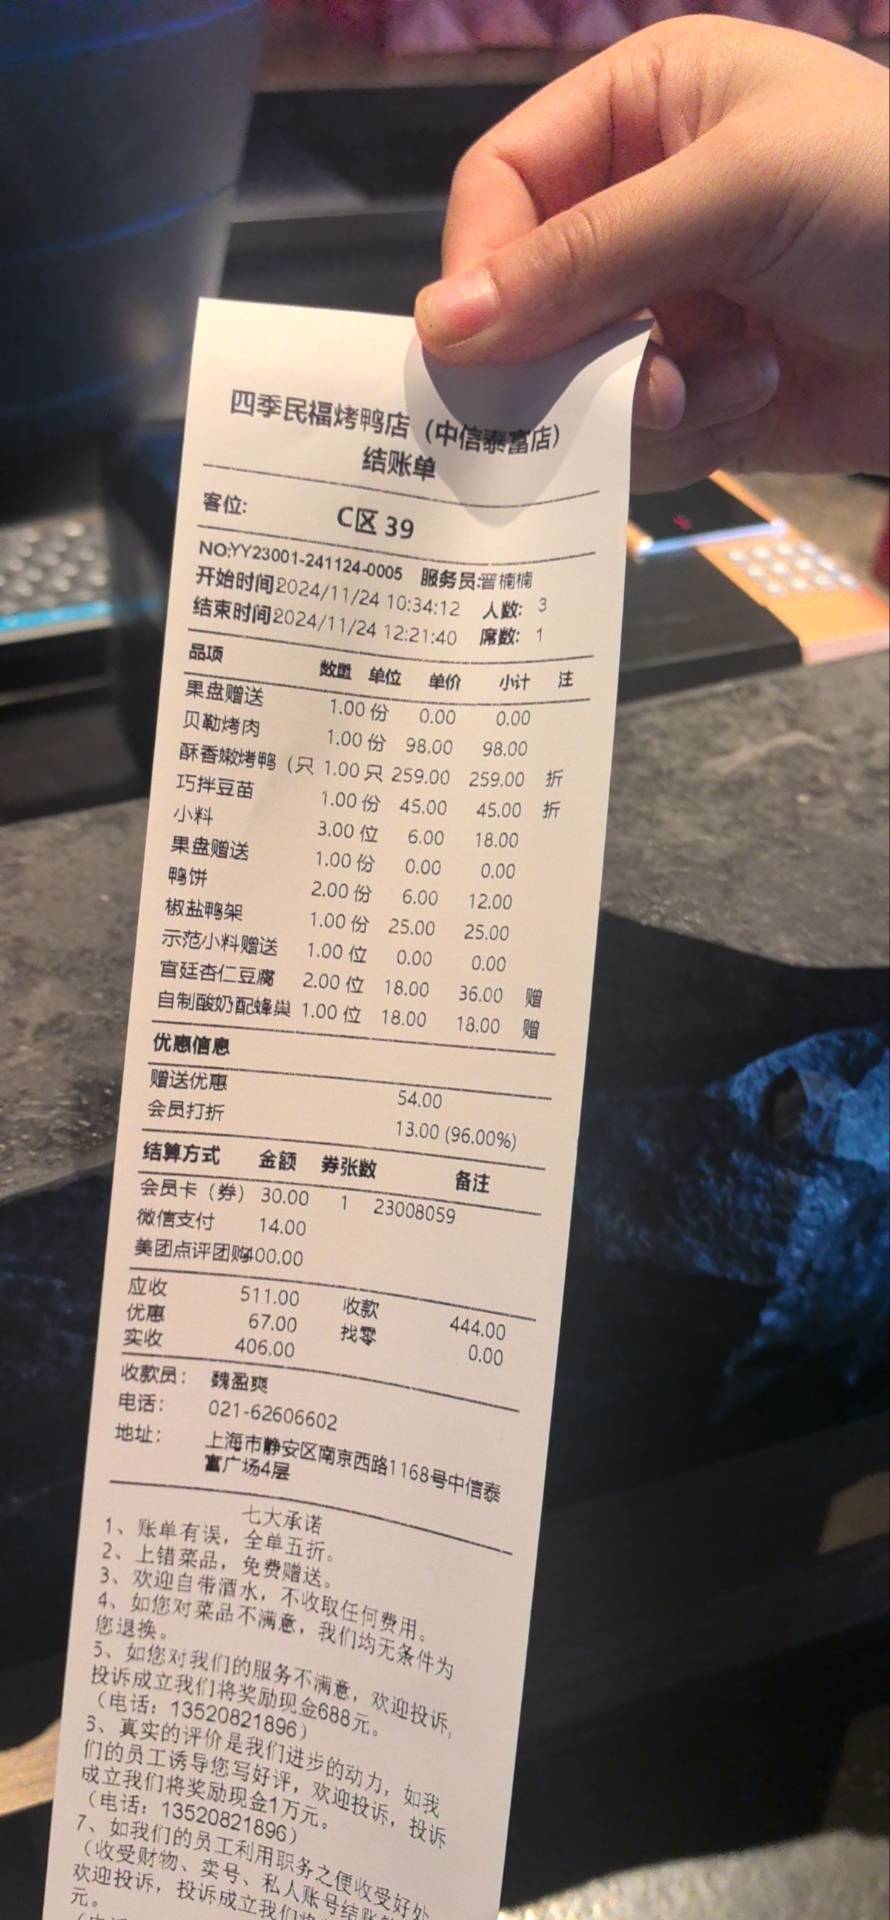 四季民福烤鸭店（中信泰富店）
结账单
客位: C区 39
NO:YY23001-241124-0005 服务员:晋楠楠
开始时间2024/11/24 10:34:12 人数: 3
结束时间2024/11/24 12:21:40 席数: 1
品项 数量 单位 单价 小计 注
果盘赠送 1.00 份 0.00 0.00
贝勒烤肉 1.00 份 98.00 98.00
酥香嫩烤鸭（只 1.00 只 259.00 259.00 折
巧拌豆苗 1.00 份 45.00 45.00 折
小料 3.00 位 6.00 18.00
果盘赠送 1.00 份 0.00 0.00
鸭饼 2.00 份 6.00 12.00
椒盐鸭架 1.00 份 25.00 25.00
示范小料赠送 1.00 位 0.00 0.00
宫廷杏仁豆腐 2.00 位 18.00 36.00 赠
自制酸奶配蜂巢 1.00 位 18.00 18.00 赠
优惠信息
赠送优惠 54.00
会员打折 13.00 (96.00%)
结算方式 金额 券张数 备注
会员卡（券） 30.00 1 23008059
微信支付 14.00
美团点评团购400.00
应收 511.00 收款 444.00
优惠 67.00 找零 0.00
实收 406.00
收款员: 魏盈爽
电话: 021-62606602
地址: 上海市静安区南京西路1168号中信泰
富广场4层
七大承诺
1、账单有误，全单五折。
2、上错菜品，免费赠送。
3、欢迎自带酒水，不收取任何费用。
4、如您对菜品不满意，我们均无条件为
您退换。
5、如您对我们的服务不满意，欢迎投诉，
投诉成立我们将奖励现金688元。
（电话：13520821896）
6、真实的评价是我们进步的动力，如我
们的员工诱导您写好评，欢迎投诉，投诉
成立我们将奖励现金1万元。
（电话：13520821896）
7、如我们的员工利用职务之便收受好处
（收受财物、卖号、私人账号结账
欢迎投诉，投诉成立我们将
元。